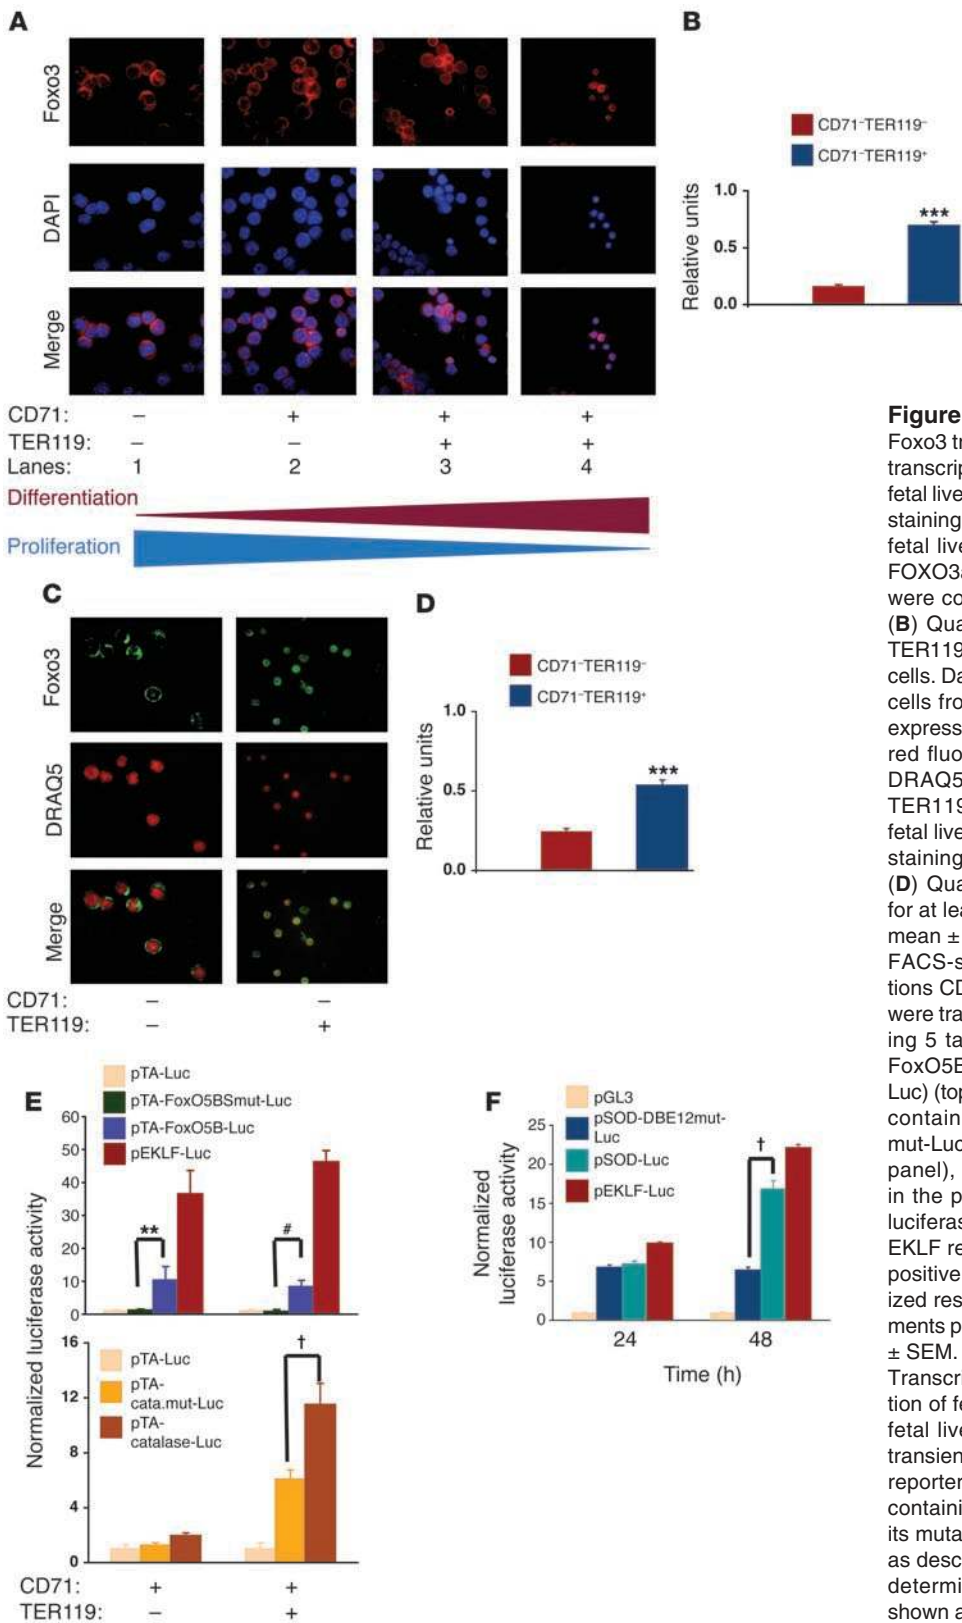 A
Foxo3
DAPI
Merge
CD71: – + + +
TER119: – – + +
Lanes: 1 2 3 4
Differentiation
Proliferation
B
CD71⁻TER119⁻
CD71⁻TER119⁺
Relative units
1.0
0.5
0.0
***
C
Foxo3
DRAQ5
Merge
CD71: – –
TER119: – +
D
CD71⁻TER119⁻
CD71⁻TER119⁺
Relative units
1.0
0.5
0.0
***
E
pTA-Luc
pTA-FoxO5BSmut-Luc
pTA-FoxO5B-Luc
pEKLF-Luc
Normalized luciferase activity
60
50
40
30
20
10
0
**
#
pTA-Luc
pTA-
cata.mut-Luc
pTA-
catalase-Luc
16
12
8
4
0
†
CD71: + +
TER119: – +
F
pGL3
pSOD-DBE12mut-
Luc
pSOD-Luc
pEKLF-Luc
Normalized
luciferase activity
25
20
15
10
5
0
†
24 48
Time (h)
Figure
Foxo3 tr
transcrip
fetal live
staining
fetal live
FOXO3a
were co
(B) Qua
TER119
cells. Da
cells fro
express
red fluo
DRAQ5
TER119
fetal live
staining
(D) Qua
for at lea
mean ±
FACS-s
tions CD
were tra
ing 5 ta
FoxO5B
Luc) (top
contain
mut-Luc
panel),
in the p
luciferas
EKLF re
positive
ized res
ments p
± SEM.
Transcri
tion of fe
fetal live
transien
reporter
containi
its muta
as desc
determi
shown a